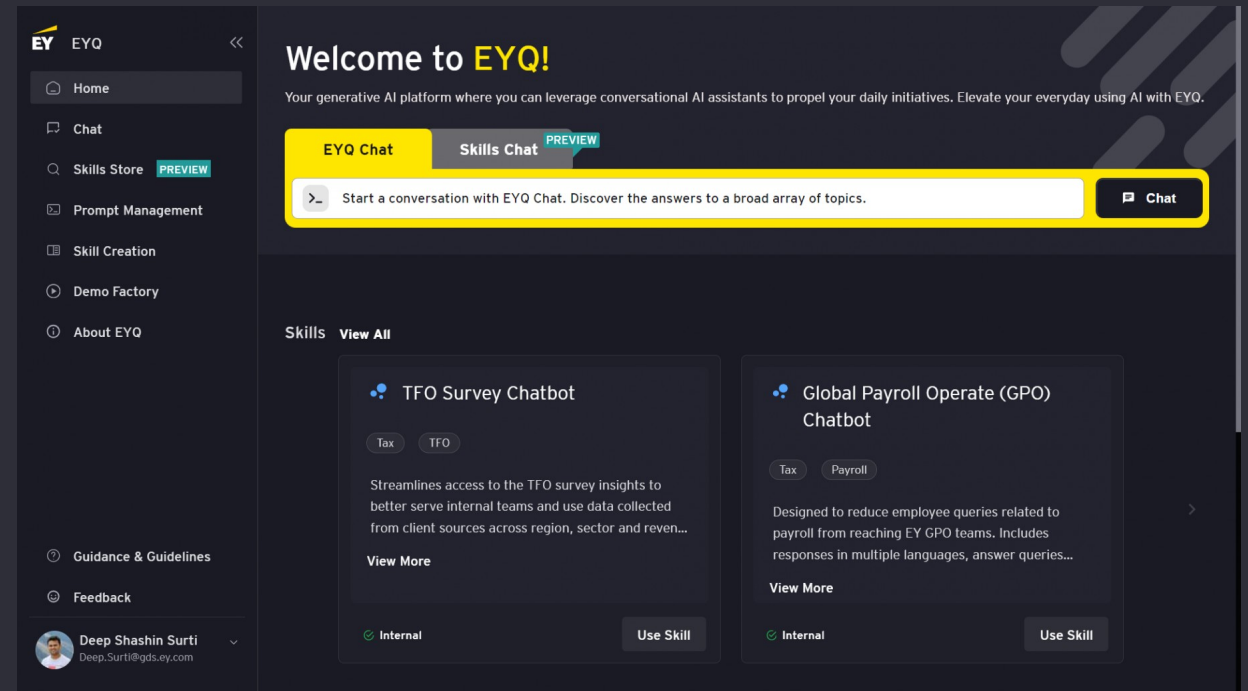 EY EYQ
Home
Chat
Skills Store PREVIEW
Prompt Management
Skill Creation
Demo Factory
About EYQ
Guidance & Guidelines
Feedback
Deep Shashin Surti
Deep.Surti@gds.ey.com
Welcome to EYQ!
Your generative AI platform where you can leverage conversational AI assistants to propel your daily initiatives. Elevate your everyday using AI with EYQ.
EYQ Chat
Skills Chat PREVIEW
Start a conversation with EYQ Chat. Discover the answers to a broad array of topics.
Chat
Skills View All
TFO Survey Chatbot
Tax TFO
Streamlines access to the TFO survey insights to
better serve internal teams and use data collected
from client sources across region, sector and reven...
View More
Internal
Use Skill
Global Payroll Operate (GPO)
Chatbot
Tax Payroll
Designed to reduce employee queries related to
payroll from reaching EY GPO teams. Includes
responses in multiple languages, answer queries...
View More
Internal
Use Skill